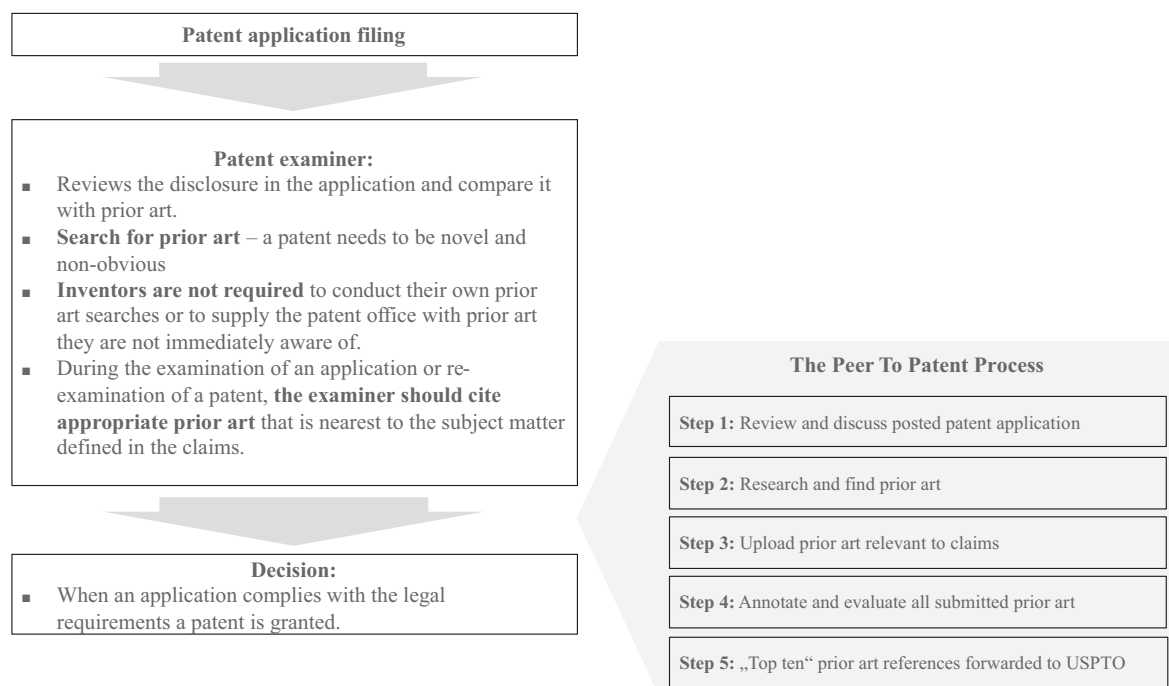 Patent application filing
Patent examiner:
▪ Reviews the disclosure in the application and compare it
with prior art.
▪ Search for prior art – a patent needs to be novel and
non-obvious
▪ Inventors are not required to conduct their own prior
art searches or to supply the patent office with prior art
they are not immediately aware of.
▪ During the examination of an application or re-
examination of a patent, the examiner should cite
appropriate prior art that is nearest to the subject matter
defined in the claims.
Decision:
▪ When an application complies with the legal
requirements a patent is granted.
The Peer To Patent Process
Step 1: Review and discuss posted patent application
Step 2: Research and find prior art
Step 3: Upload prior art relevant to claims
Step 4: Annotate and evaluate all submitted prior art
Step 5: „Top ten“ prior art references forwarded to USPTO